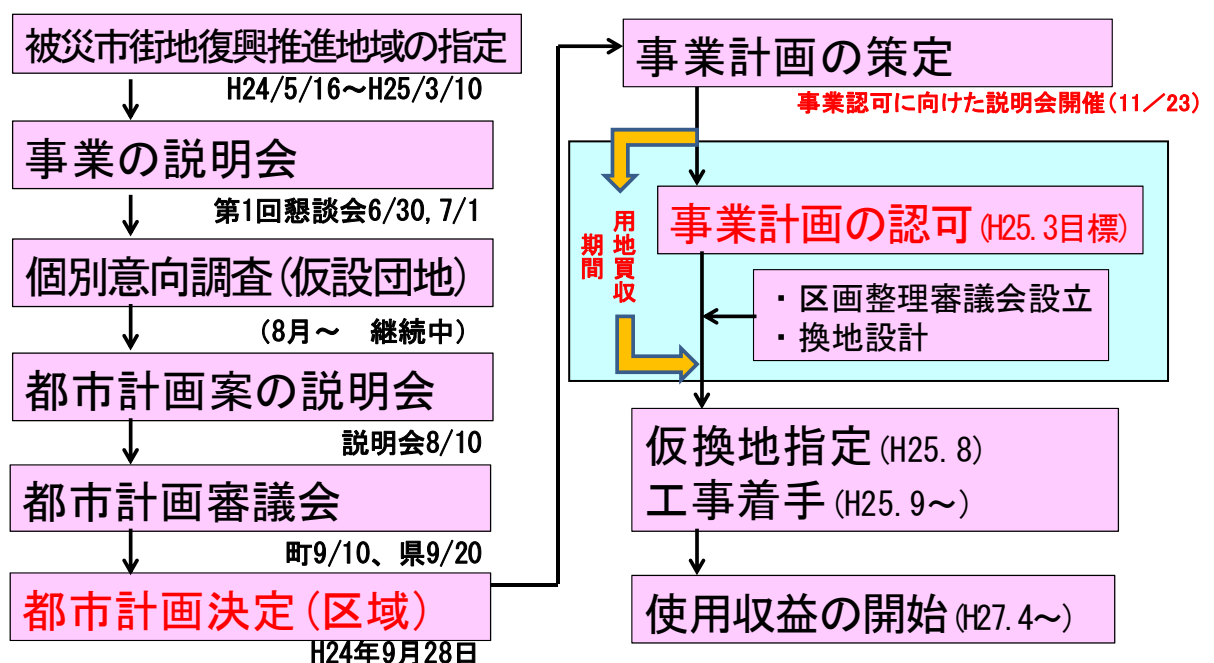 被災市街地復興推進地域の指定
H24/5/16～H25/3/10
事業の説明会
第1回懇談会6/30, 7/1
個別意向調査(仮設団地)
(8月～　継続中)
都市計画案の説明会
説明会8/10
都市計画審議会
町9/10、県9/20
都市計画決定(区域)
H24年9月28日
事業計画の策定
事業認可に向けた説明会開催(11／23)
用地買収
期間
事業計画の認可(H25.3目標)
・区画整理審議会設立
・換地設計
仮換地指定(H25.8)
工事着手(H25.9～)
使用収益の開始(H27.4～)